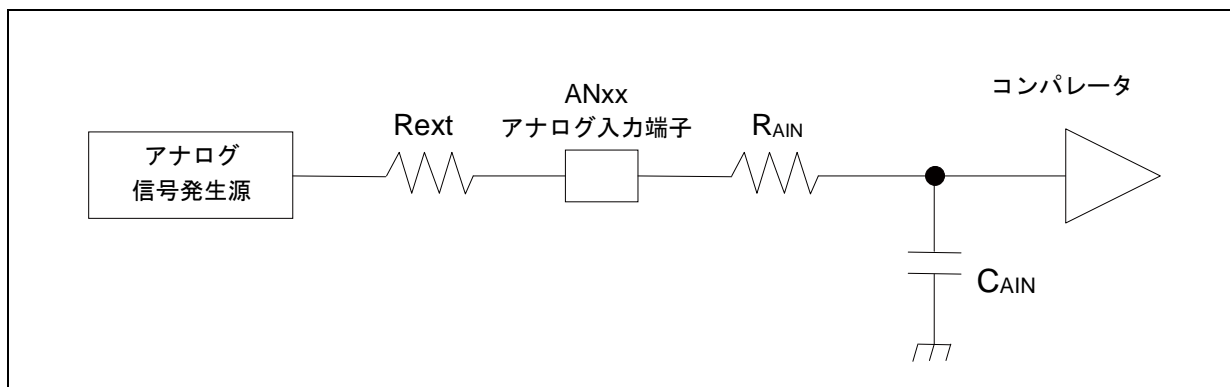 コンパレータ
ANxx
アナログ入力端子
Rext
RAIN
アナログ
信号発生源
CAIN